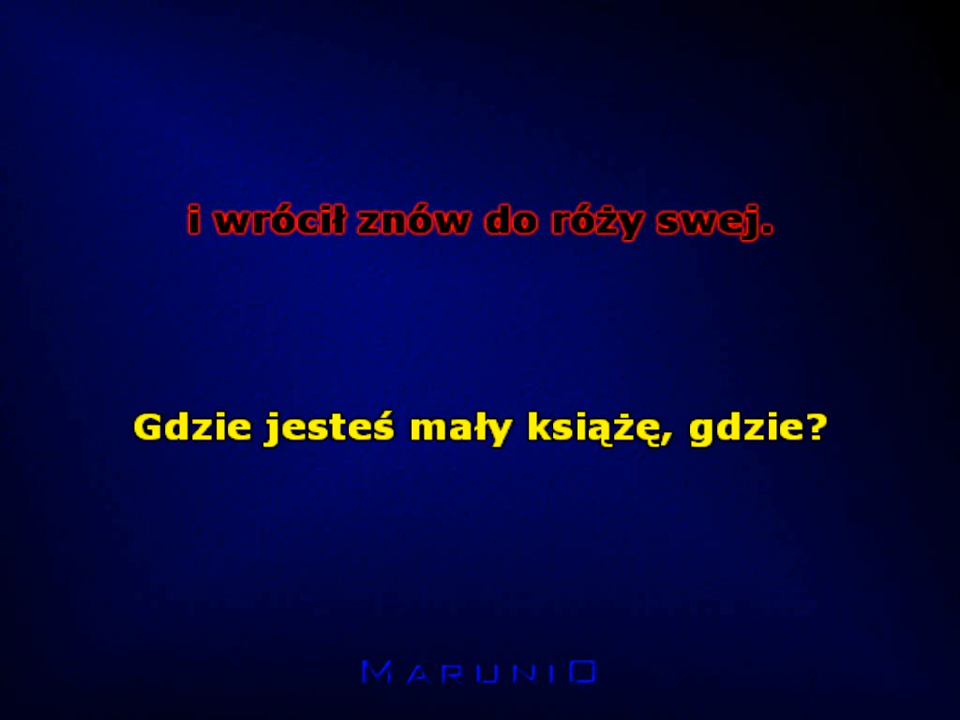 i wrócił znów do róży swej.
Gdzie jesteś mały książę, gdzie?
MARUNIO